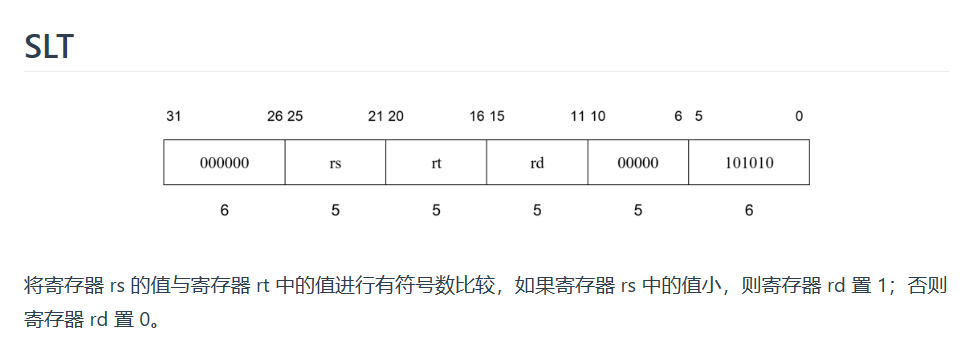 SLT
31 26 25 21 20 16 15 11 10 6 5 0
000000 rs rt rd 00000 101010
6 5 5 5 5 6
将寄存器 rs 的值与寄存器 rt 中的值进行有符号数比较，如果寄存器 rs 中的值小，则寄存器 rd 置 1；否则
寄存器 rd 置 0。